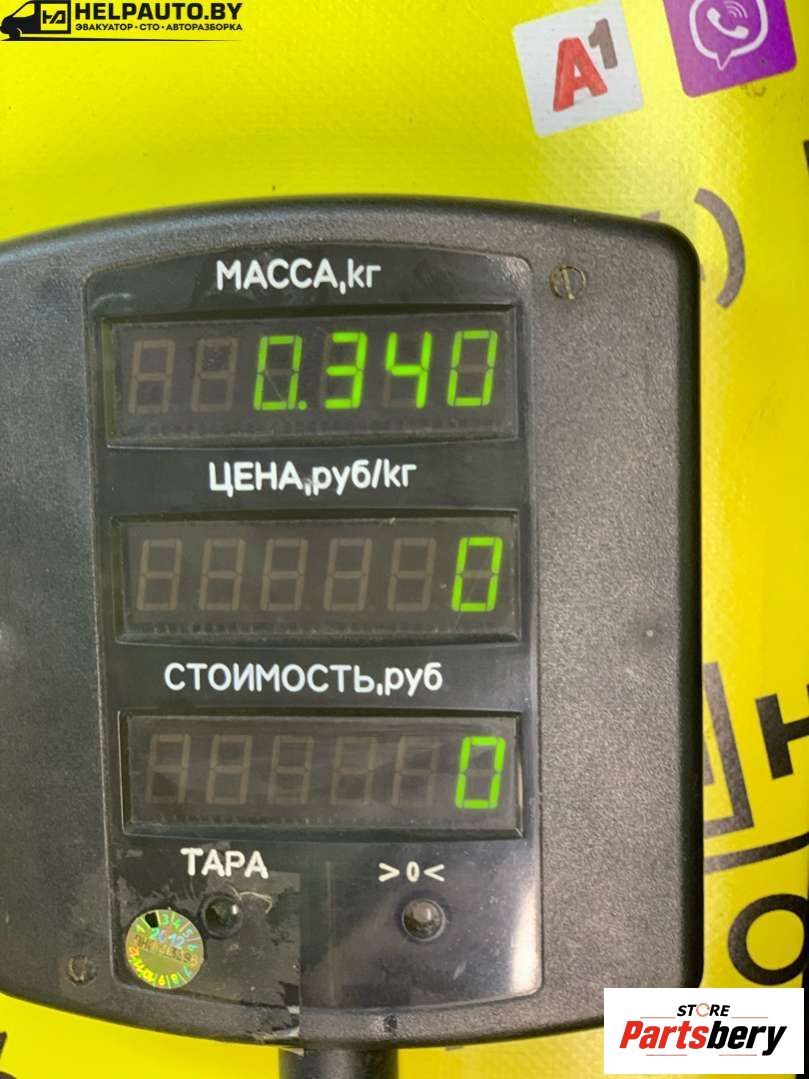 HELPAUTO.BY
ЭВАКУАТОР • СТО • АВТОРАЗБОРКА
A1
МАССА,кг
0.340
ЦЕНА,руб/кг
0
СТОИМОСТЬ,руб
0
ТАРА >0<
STORE
Partsbery